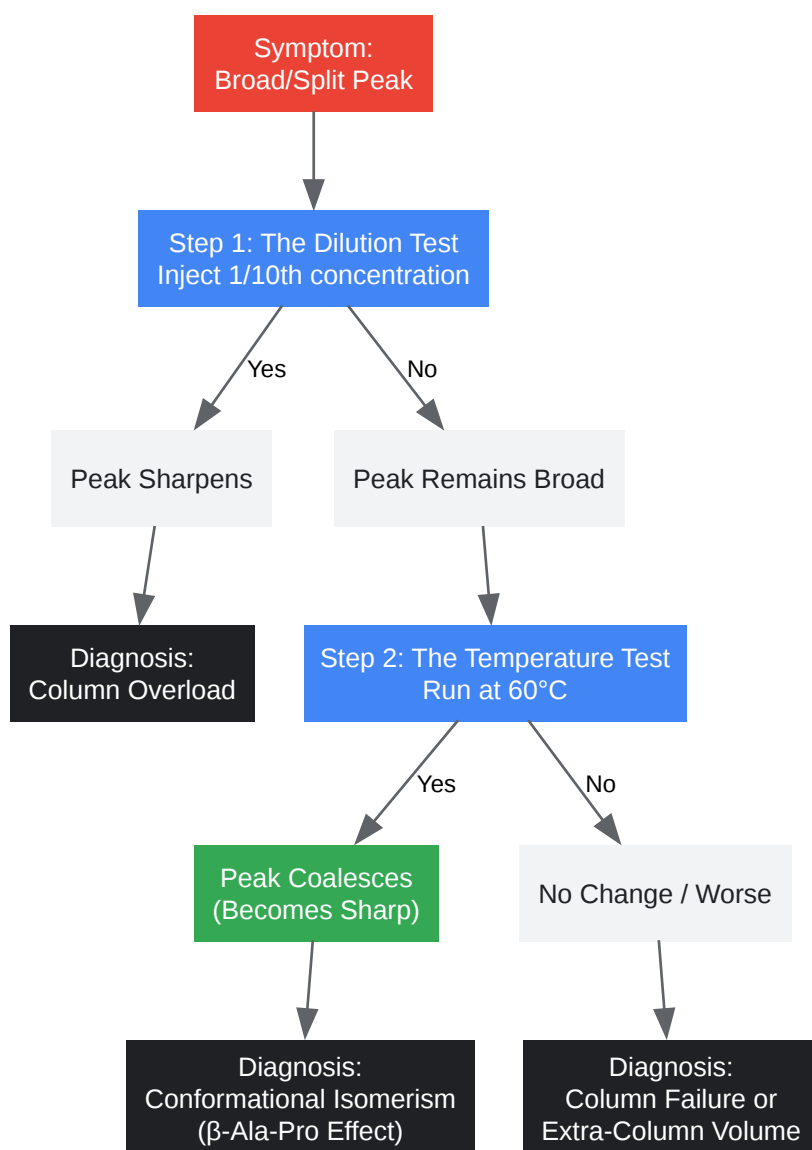 Symptom:
Broad/Split Peak
Step 1: The Dilution Test
Inject 1/10th concentration
Yes
No
Peak Sharpens
Peak Remains Broad
Diagnosis:
Column Overload
Step 2: The Temperature Test
Run at 60°C
Yes
No
Peak Coalesces
(Becomes Sharp)
No Change / Worse
Diagnosis:
Conformational Isomerism
(β-Ala-Pro Effect)
Diagnosis:
Column Failure or
Extra-Column Volume